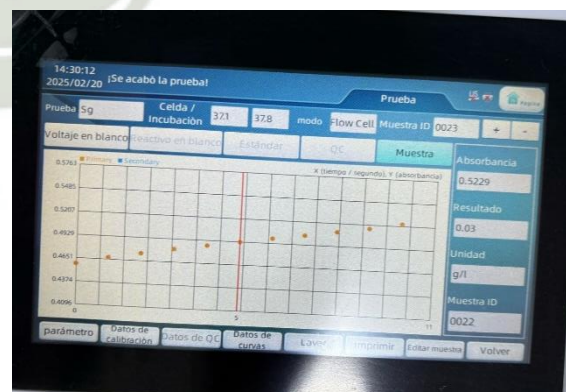 14:30:12
2025/02/20 ¡Se acabò la prueba!
Prueba
Página
Prueba Sg Celda / Incubaciòn 37.1 37.8 modo Flow Cell Muestra ID 0023 + -
Voltaje en blanco Reactivo en blanco Estándar QC Muestra
Primary Secondary X (tiempo / segundo), Y (absorbancia)
0.5763
0.5485
0.5207
0.4929
0.4651
0.4374
0.4096
0 5 11
Absorbancia
0.5229
Resultado
0.03
Unidad
g/l
Muestra ID
0022
parámetro Datos de calibración Datos de QC Datos de curvas Lavar Imprimir Editar muestra Volver